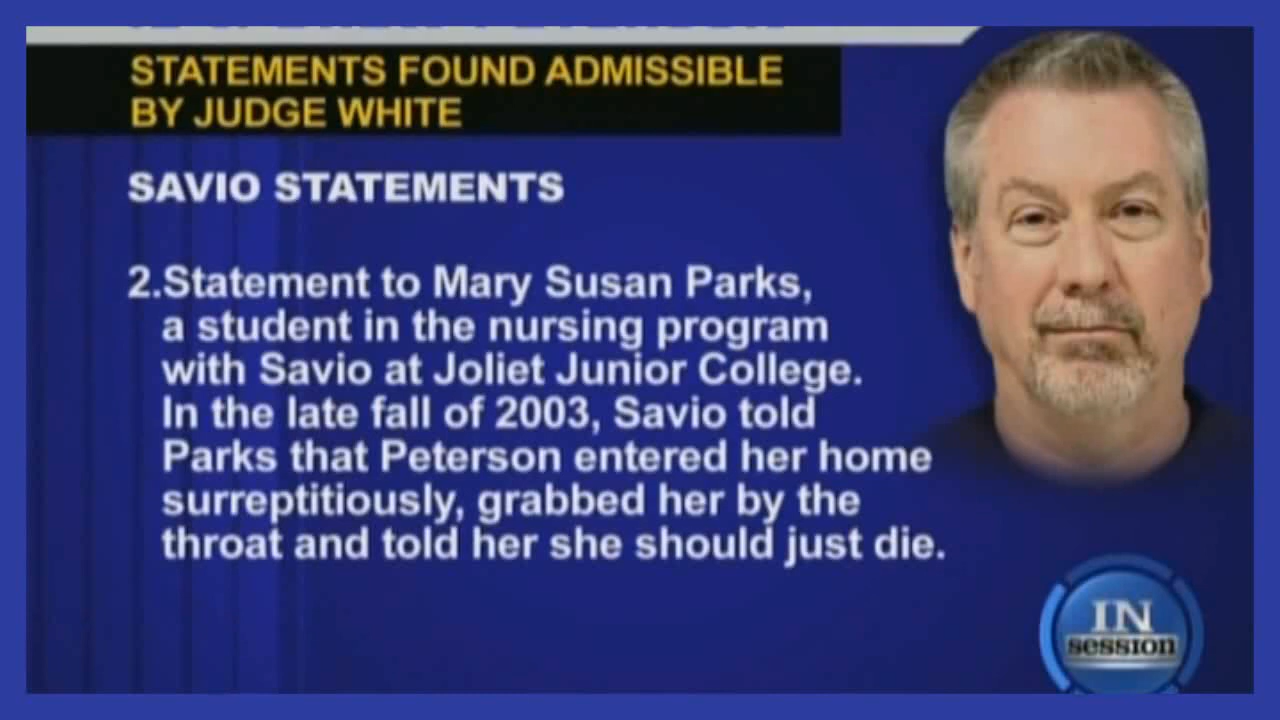 STATEMENTS FOUND ADMISSIBLE
BY JUDGE WHITE
SAVIO STATEMENTS
2.Statement to Mary Susan Parks,
a student in the nursing program
with Savio at Joliet Junior College.
In the late fall of 2003, Savio told
Parks that Peterson entered her home
surreptitiously, grabbed her by the
throat and told her she should just die.
IN
session